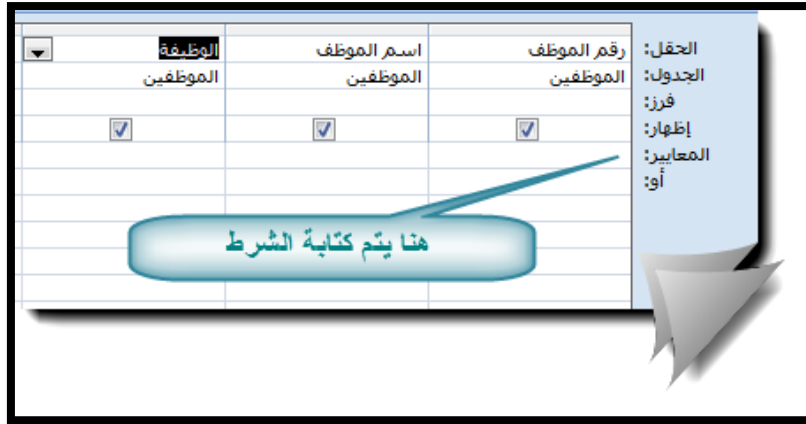 الحقل: رقم الموظف اسم الموظف الوظيفة
الجدول: الموظفين الموظفين الموظفين
فرز:
إظهار:
المعايير:
أو:
هنا يتم كتابة الشرط